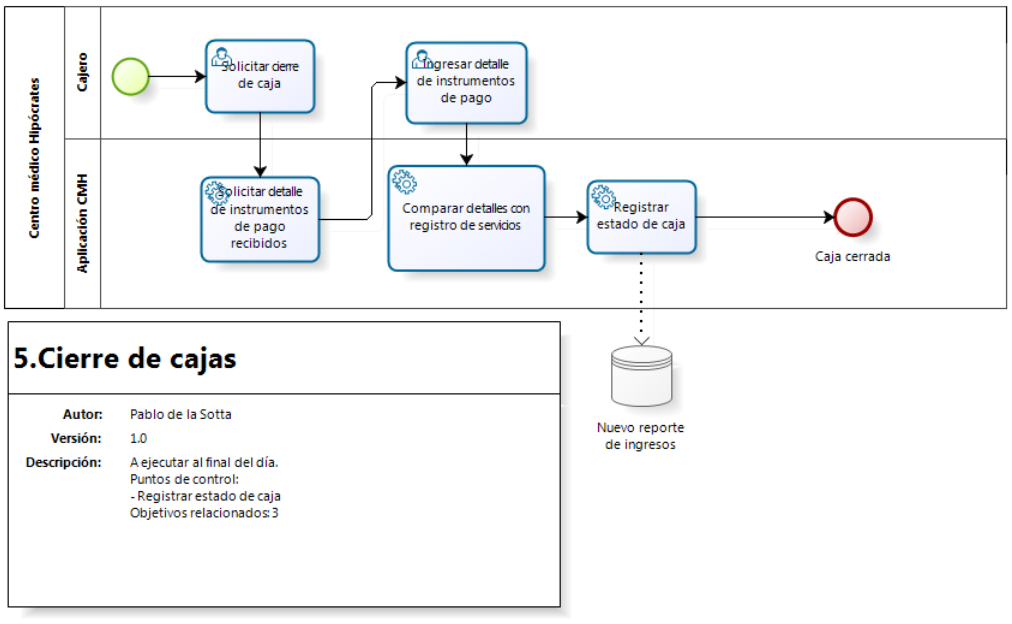 Centro médico Hipócrates
Cajero
Solicitar cierre
de caja
Ingresar detalle
de instrumentos
de pago
Aplicación CMH
Solicitar detalle
de instrumentos
de pago
recibidos
Comparar detalles con
registro de servicios
Registrar
estado de caja
Caja cerrada
Nuevo reporte
de ingresos
5.Cierre de cajas
Autor: Pablo de la Sotta
Versión: 1.0
Descripción: A ejecutar al final del día.
Puntos de control:
- Registrar estado de caja
Objetivos relacionados: 3